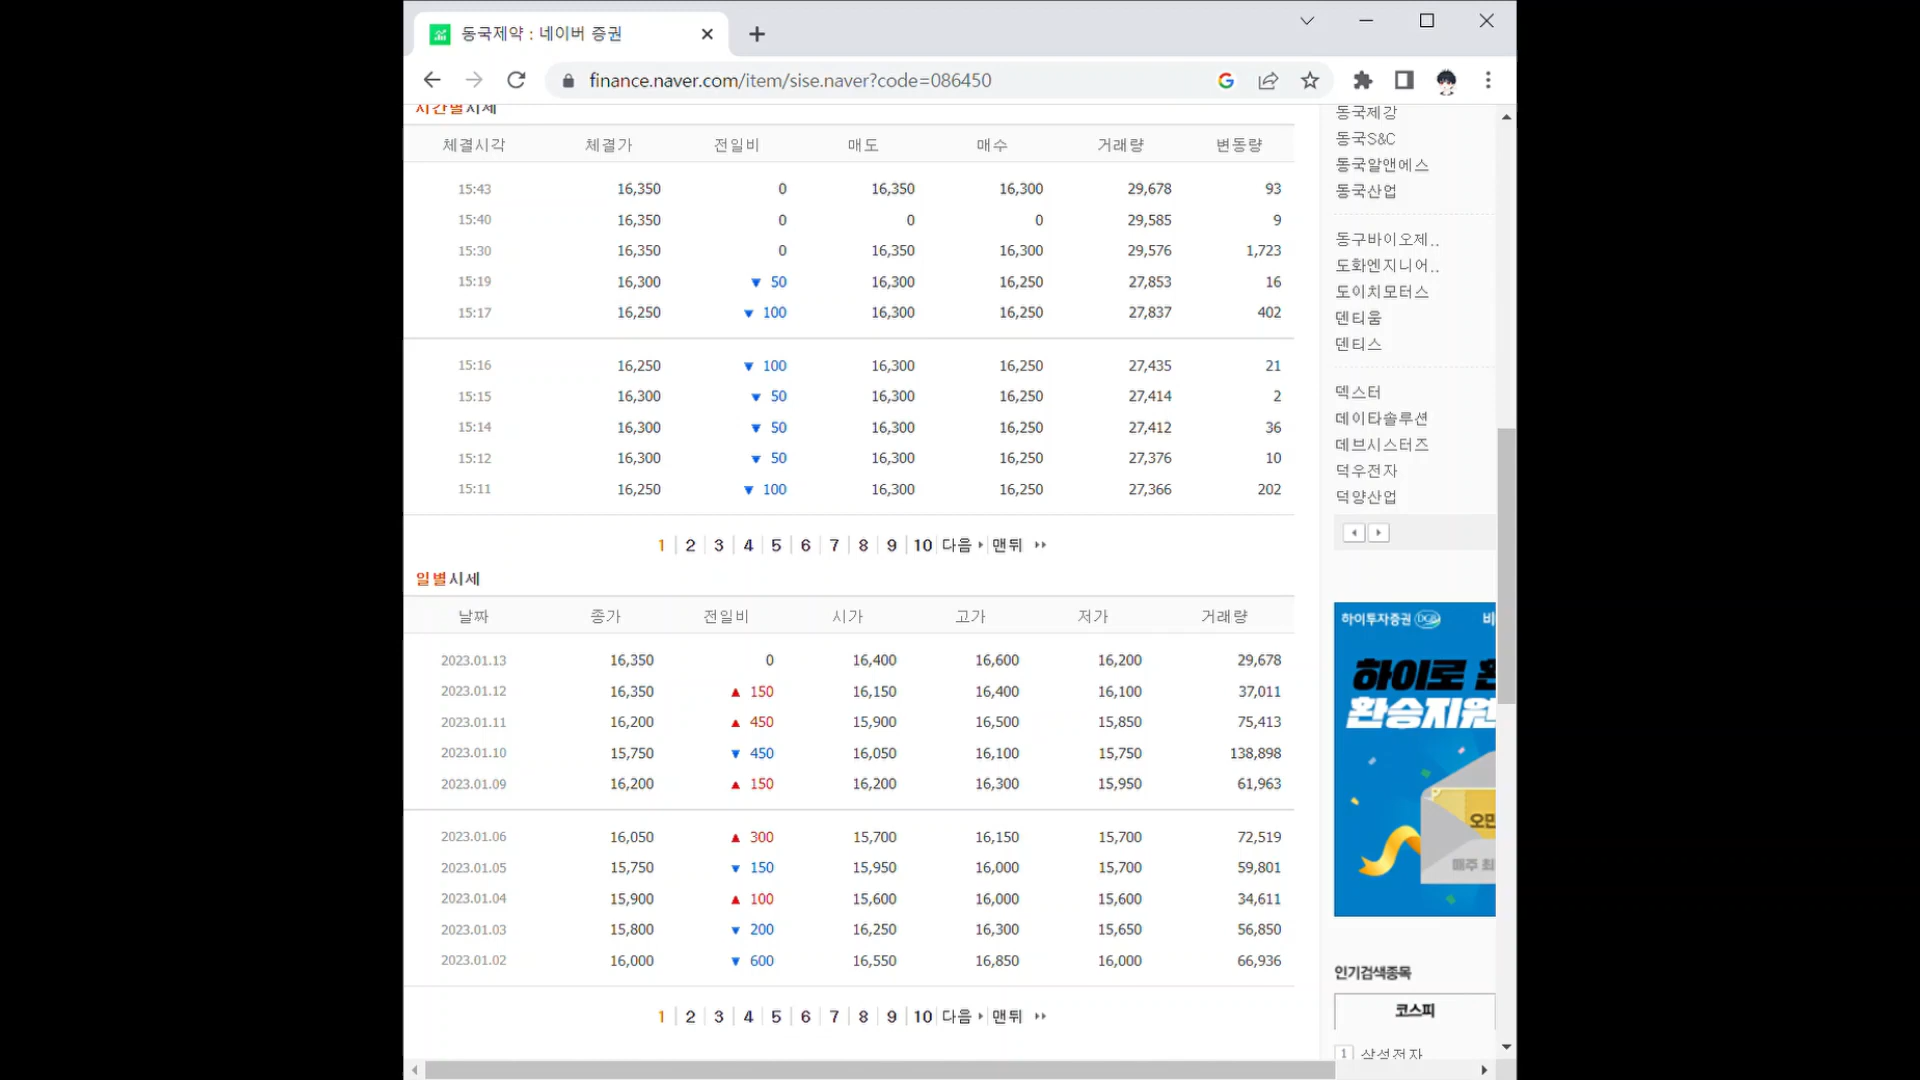 동국제약 : 네이버 증권
finance.naver.com/item/sise.naver?code=086450
시간별시세
체결시각 체결가 전일비 매도 매수 거래량 변동량
15:43 16,350 0 16,350 16,300 29,678 93
15:40 16,350 0 0 0 29,585 9
15:30 16,350 0 16,350 16,300 29,576 1,723
15:19 16,300 ▼ 50 16,300 16,250 27,853 16
15:17 16,250 ▼ 100 16,300 16,250 27,837 402
15:16 16,250 ▼ 100 16,300 16,250 27,435 21
15:15 16,300 ▼ 50 16,300 16,250 27,414 2
15:14 16,300 ▼ 50 16,300 16,250 27,412 36
15:12 16,300 ▼ 50 16,300 16,250 27,376 10
15:11 16,250 ▼ 100 16,300 16,250 27,366 202
1 2 3 4 5 6 7 8 9 10 다음 맨뒤
일별시세
날짜 종가 전일비 시가 고가 저가 거래량
2023.01.13 16,350 0 16,400 16,600 16,200 29,678
2023.01.12 16,350 ▲ 150 16,150 16,400 16,100 37,011
2023.01.11 16,200 ▲ 450 15,900 16,500 15,850 75,413
2023.01.10 15,750 ▼ 450 16,050 16,100 15,750 138,898
2023.01.09 16,200 ▲ 150 16,200 16,300 15,950 61,963
2023.01.06 16,050 ▲ 300 15,700 16,150 15,700 72,519
2023.01.05 15,750 ▼ 150 15,950 16,000 15,700 59,801
2023.01.04 15,900 ▲ 100 15,600 16,000 15,600 34,611
2023.01.03 15,800 ▼ 200 16,250 16,300 15,650 56,850
2023.01.02 16,000 ▼ 600 16,550 16,850 16,000 66,936
1 2 3 4 5 6 7 8 9 10 다음 맨뒤
동국제강
동국S&C
동국알앤에스
동국산업
동구바이오제..
도화엔지니어..
도이치모터스
덴티움
덴티스
덱스터
데이타솔루션
데브시스터즈
덕우전자
덕양산업
하이투자증권 DGB 비
하이로
환승지원
오만
매주 최
인기검색종목
코스피
1 삼성전자